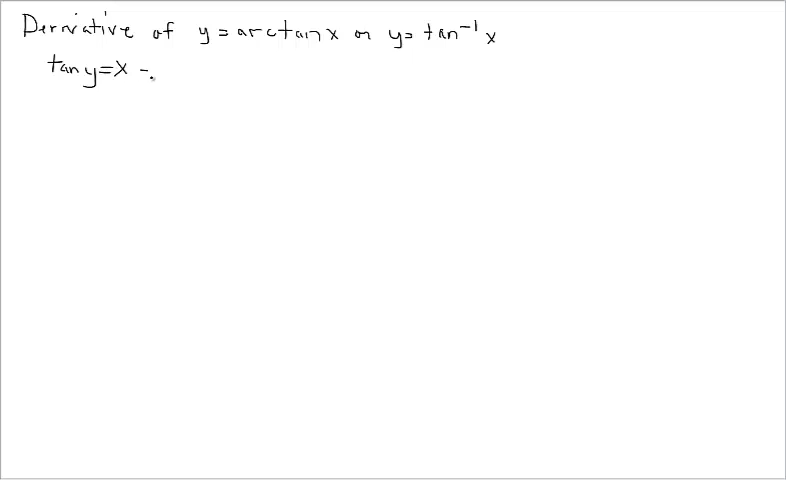 Derivative of y = arctan x or y = tan⁻¹ x
tan y = x -